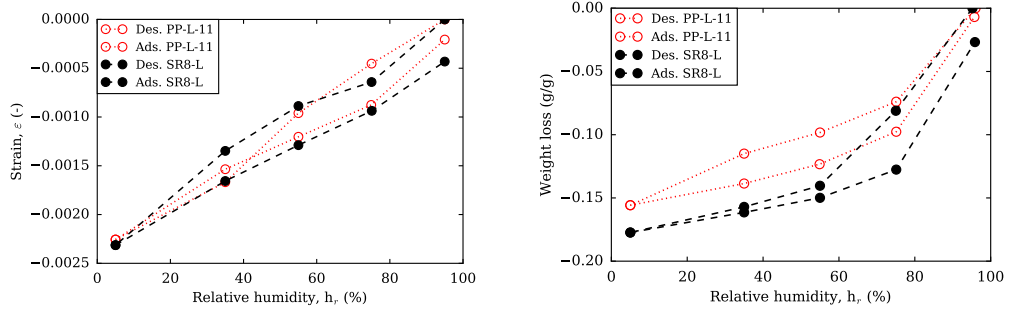 0.0000
−0.0005
−0.0010
−0.0015
−0.0020
−0.0025
Strain, ε (-)
Des. PP-L-11
Ads. PP-L-11
Des. SR8-L
Ads. SR8-L
0 20 40 60 80 100
Relative humidity, hᵣ (%)
0.00
−0.05
−0.10
−0.15
−0.20
Weight loss (g/g)
Des. PP-L-11
Ads. PP-L-11
Des. SR8-L
Ads. SR8-L
0 20 40 60 80 100
Relative humidity, hᵣ (%)